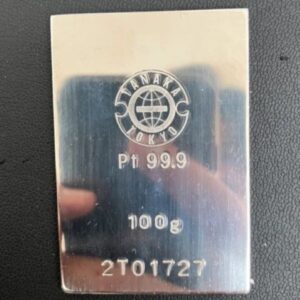 TANAKA
TOKYO
Pt 99.9
100g
2T01727